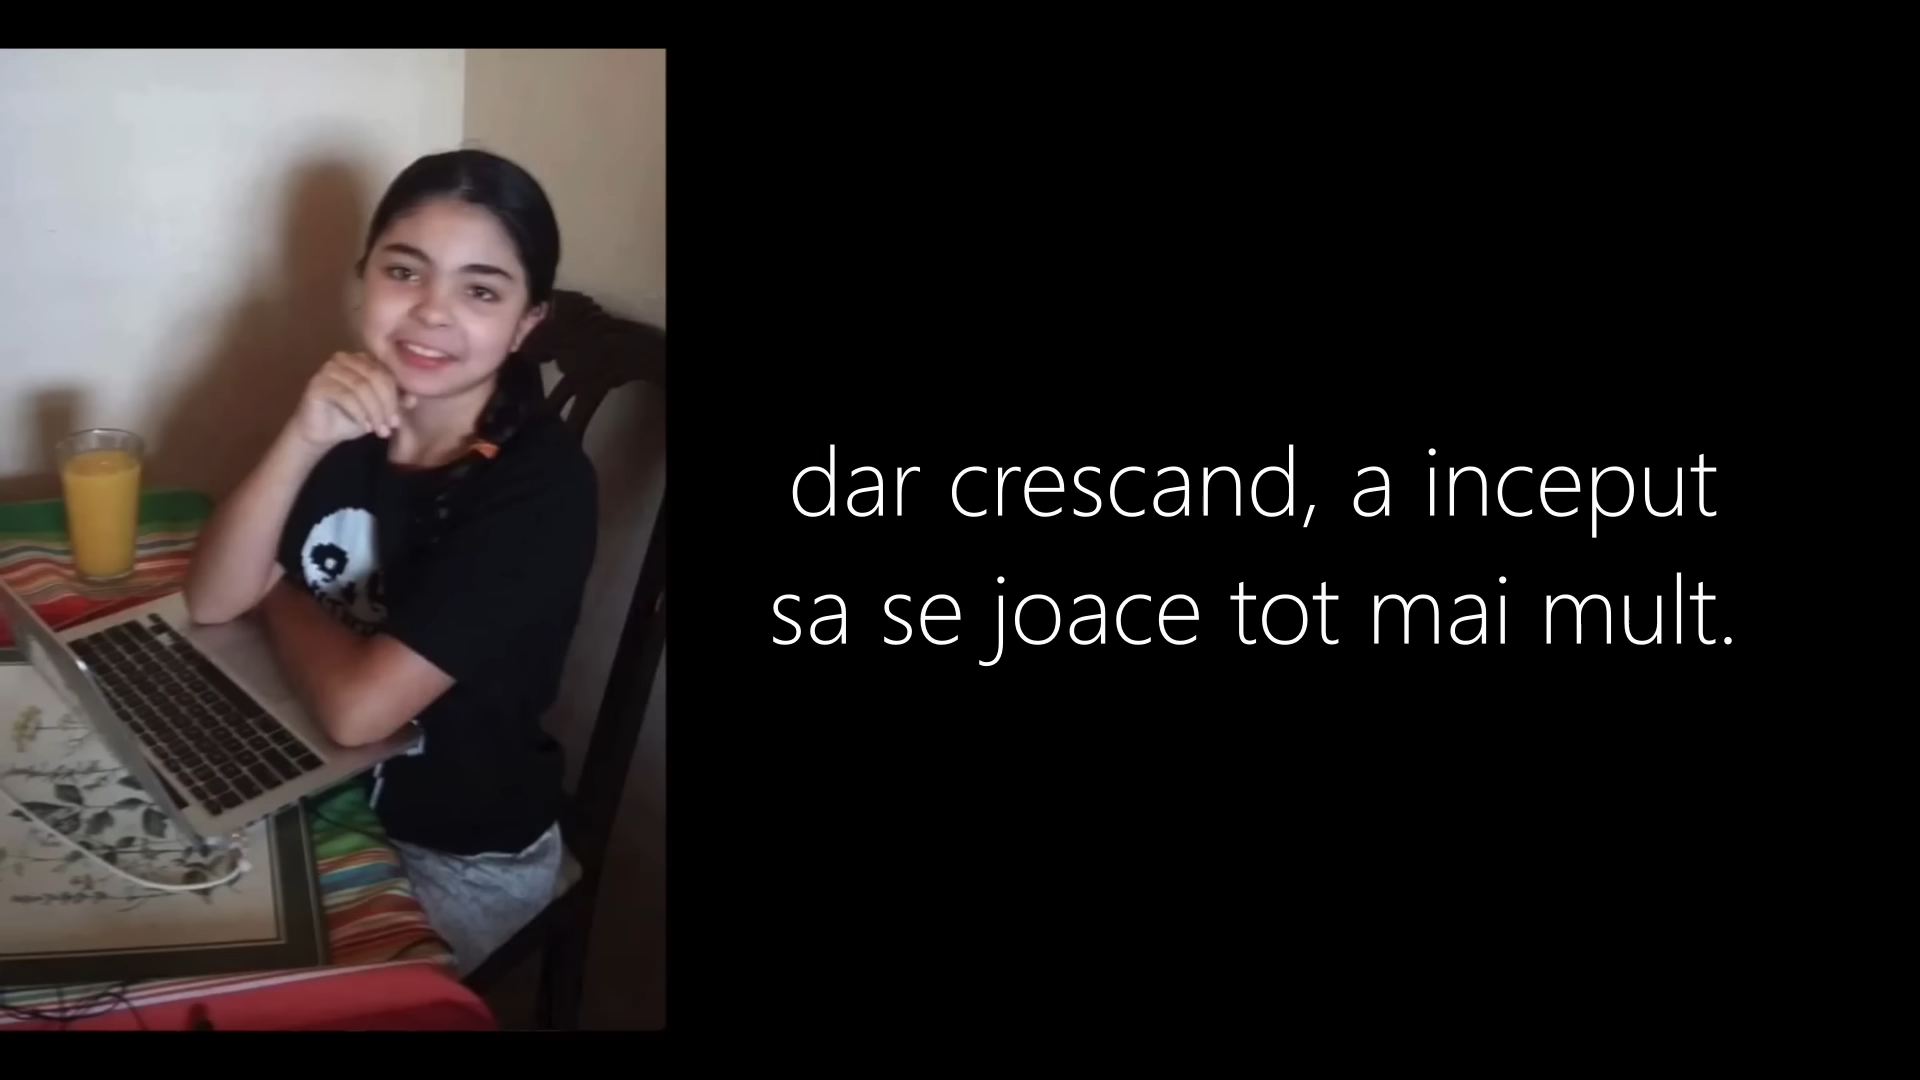 dar crescand, a inceput
sa se joace tot mai mult.